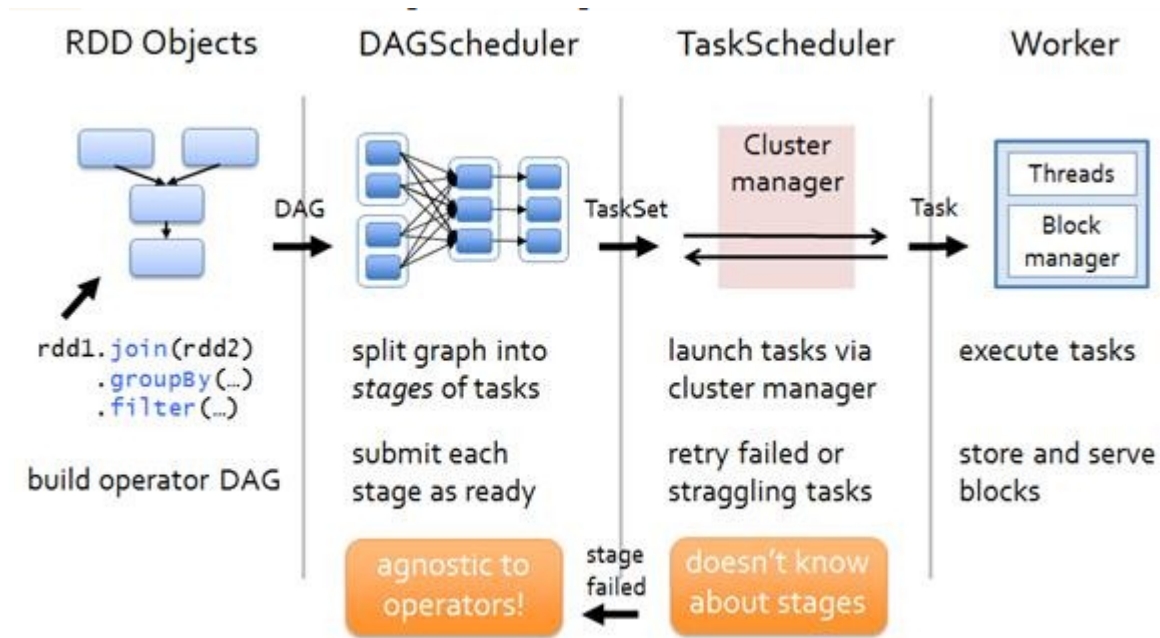 RDD Objects
DAGScheduler
TaskScheduler
Worker
DAG
TaskSet
Cluster
manager
Task
Threads
Block
manager
rdd1.join(rdd2)
.groupBy(…)
.filter(…)
build operator DAG
split graph into
stages of tasks
submit each
stage as ready
launch tasks via
cluster manager
retry failed or
straggling tasks
execute tasks
store and serve
blocks
agnostic to
operators!
stage
failed
doesn't know
about stages